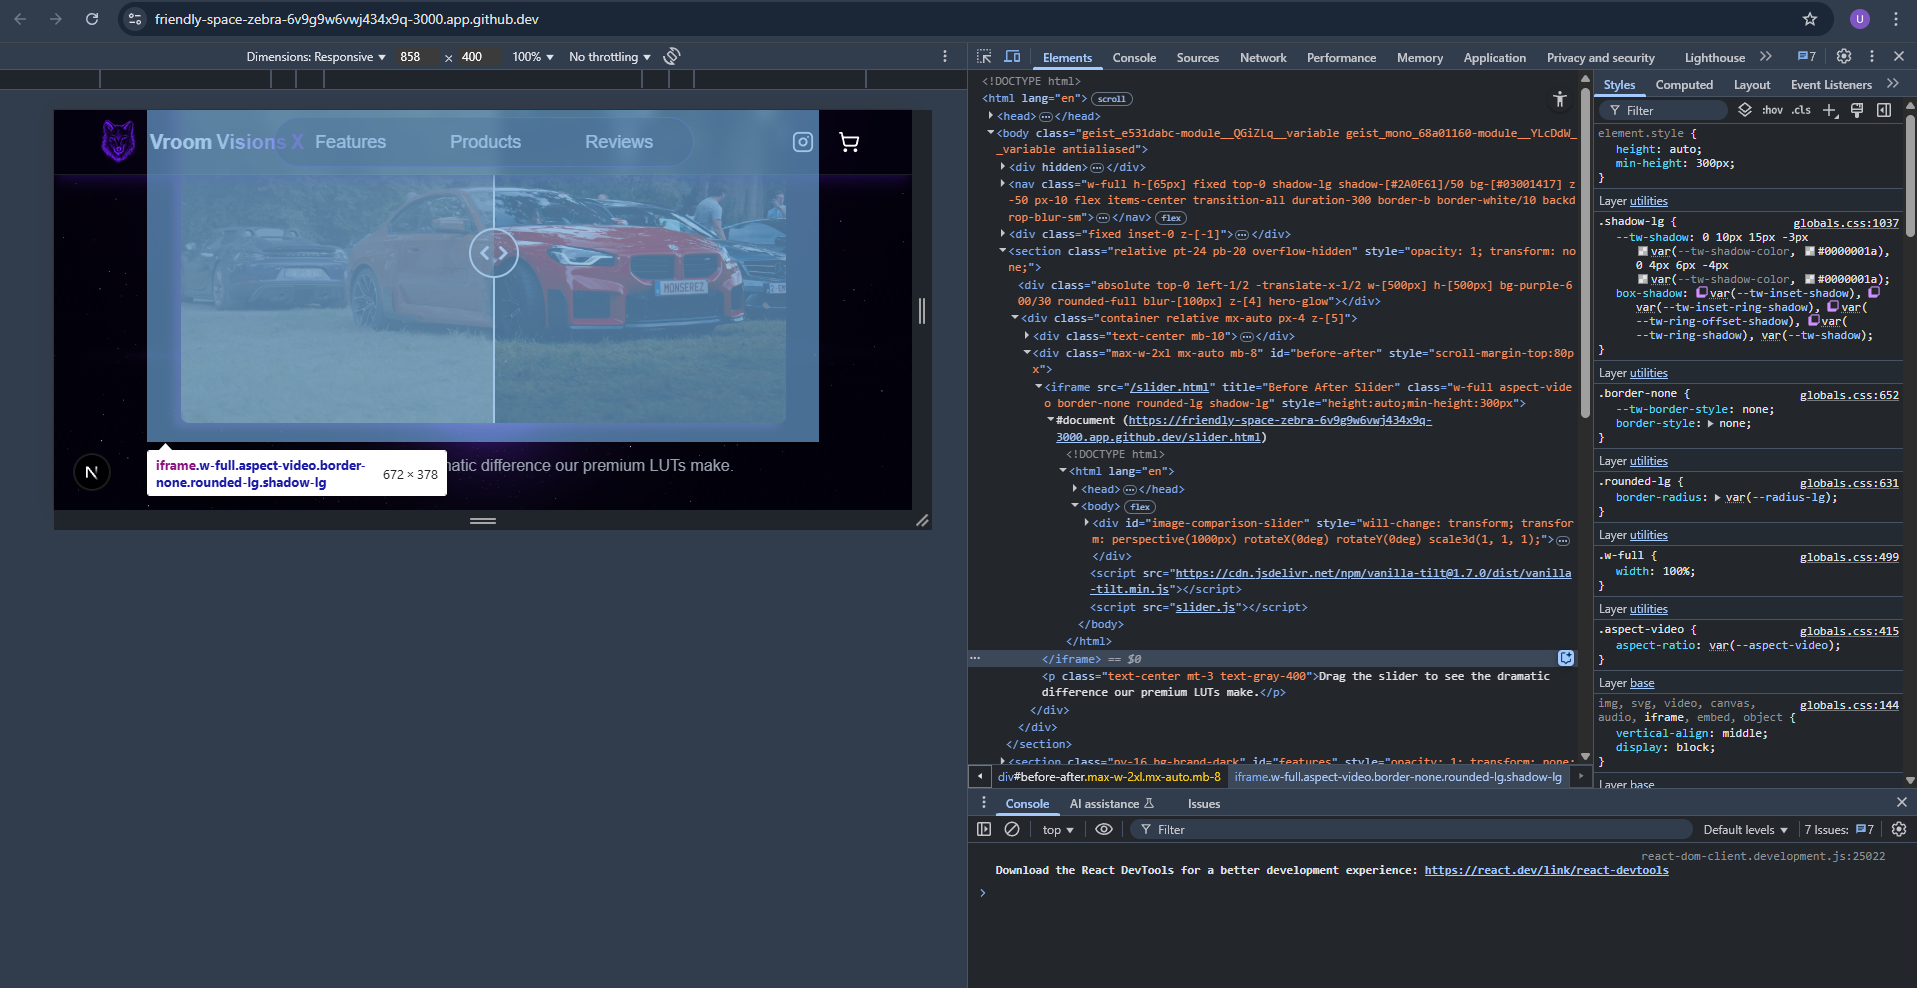 friendly-space-zebra-6v9g9w6vwj434x9q-3000.app.github.dev
U
Dimensions: Responsive 858 × 400 100% No throttling
Vroom Visions X Features Products Reviews
MONSEREZ
N
matic difference our premium LUTs make.
iframe.w-full.aspect-video.border-
none.rounded-lg.shadow-lg
672 × 378
Elements Console Sources Network Performance Memory Application Privacy and security Lighthouse 7
<!DOCTYPE html>
<html lang="en"> scroll
<head> </head>
<body class="geist_e531dabc-module__QGiZLq__variable geist_mono_68a01160-module__YLcDdW_
_variable antialiased">
<div hidden> </div>
<nav class="w-full h-[65px] fixed top-0 shadow-lg shadow-[#2A0E61]/50 bg-[#03001417] z
-50 px-10 flex items-center transition-all duration-300 border-b border-white/10 backd
rop-blur-sm"> </nav> flex
<div class="fixed inset-0 z-[-1]"> </div>
<section class="relative pt-24 pb-20 overflow-hidden" style="opacity: 1; transform: no
ne;">
<div class="absolute top-0 left-1/2 -translate-x-1/2 w-[500px] h-[500px] bg-purple-6
00/30 rounded-full blur-[100px] z-[4] hero-glow"></div>
<div class="container relative mx-auto px-4 z-[5]">
<div class="text-center mb-10"> </div>
<div class="max-w-2xl mx-auto mb-8" id="before-after" style="scroll-margin-top:80p
x">
<iframe src="/slider.html" title="Before After Slider" class="w-full aspect-vide
o border-none rounded-lg shadow-lg" style="height:auto;min-height:300px">
#document (https://friendly-space-zebra-6v9g9w6vwj434x9q-
3000.app.github.dev/slider.html)
<!DOCTYPE html>
<html lang="en">
<head> </head>
<body> flex
<div id="image-comparison-slider" style="will-change: transform; transfor
m: perspective(1000px) rotateX(0deg) rotateY(0deg) scale3d(1, 1, 1);">
</div>
<script src="https://cdn.jsdelivr.net/npm/vanilla-tilt@1.7.0/dist/vanilla
-tilt.min.js"></script>
<script src="slider.js"></script>
</body>
</html>
</iframe> == $0
<p class="text-center mt-3 text-gray-400">Drag the slider to see the dramatic
difference our premium LUTs make.</p>
</div>
</div>
</section>
<section class="py-16 bg-brand-dark" id="features" style="opacity: 1; transform: none;
div#before-after.max-w-2xl.mx-auto.mb-8 iframe.w-full.aspect-video.border-none.rounded-lg.shadow-lg
Styles Computed Layout Event Listeners
Filter :hov .cls
element.style {
height: auto;
min-height: 300px;
}
Layer utilities
.shadow-lg { globals.css:1037
--tw-shadow: 0 10px 15px -3px
var(--tw-shadow-color, #0000001a),
0 4px 6px -4px
var(--tw-shadow-color, #0000001a);
box-shadow: var(--tw-inset-shadow),
var(--tw-inset-ring-shadow), var(
--tw-ring-offset-shadow), var(
--tw-ring-shadow), var(--tw-shadow);
}
Layer utilities
.border-none { globals.css:652
--tw-border-style: none;
border-style: none;
}
Layer utilities
.rounded-lg { globals.css:631
border-radius: var(--radius-lg);
}
Layer utilities
.w-full { globals.css:499
width: 100%;
}
Layer utilities
.aspect-video { globals.css:415
aspect-ratio: var(--aspect-video);
}
Layer base
img, svg, video, canvas, globals.css:144
audio, iframe, embed, object {
vertical-align: middle;
display: block;
}
Layer base
Console AI assistance Issues
top Filter Default levels 7 Issues: 7
react-dom-client.development.js:25022
Download the React DevTools for a better development experience: https://react.dev/link/react-devtools